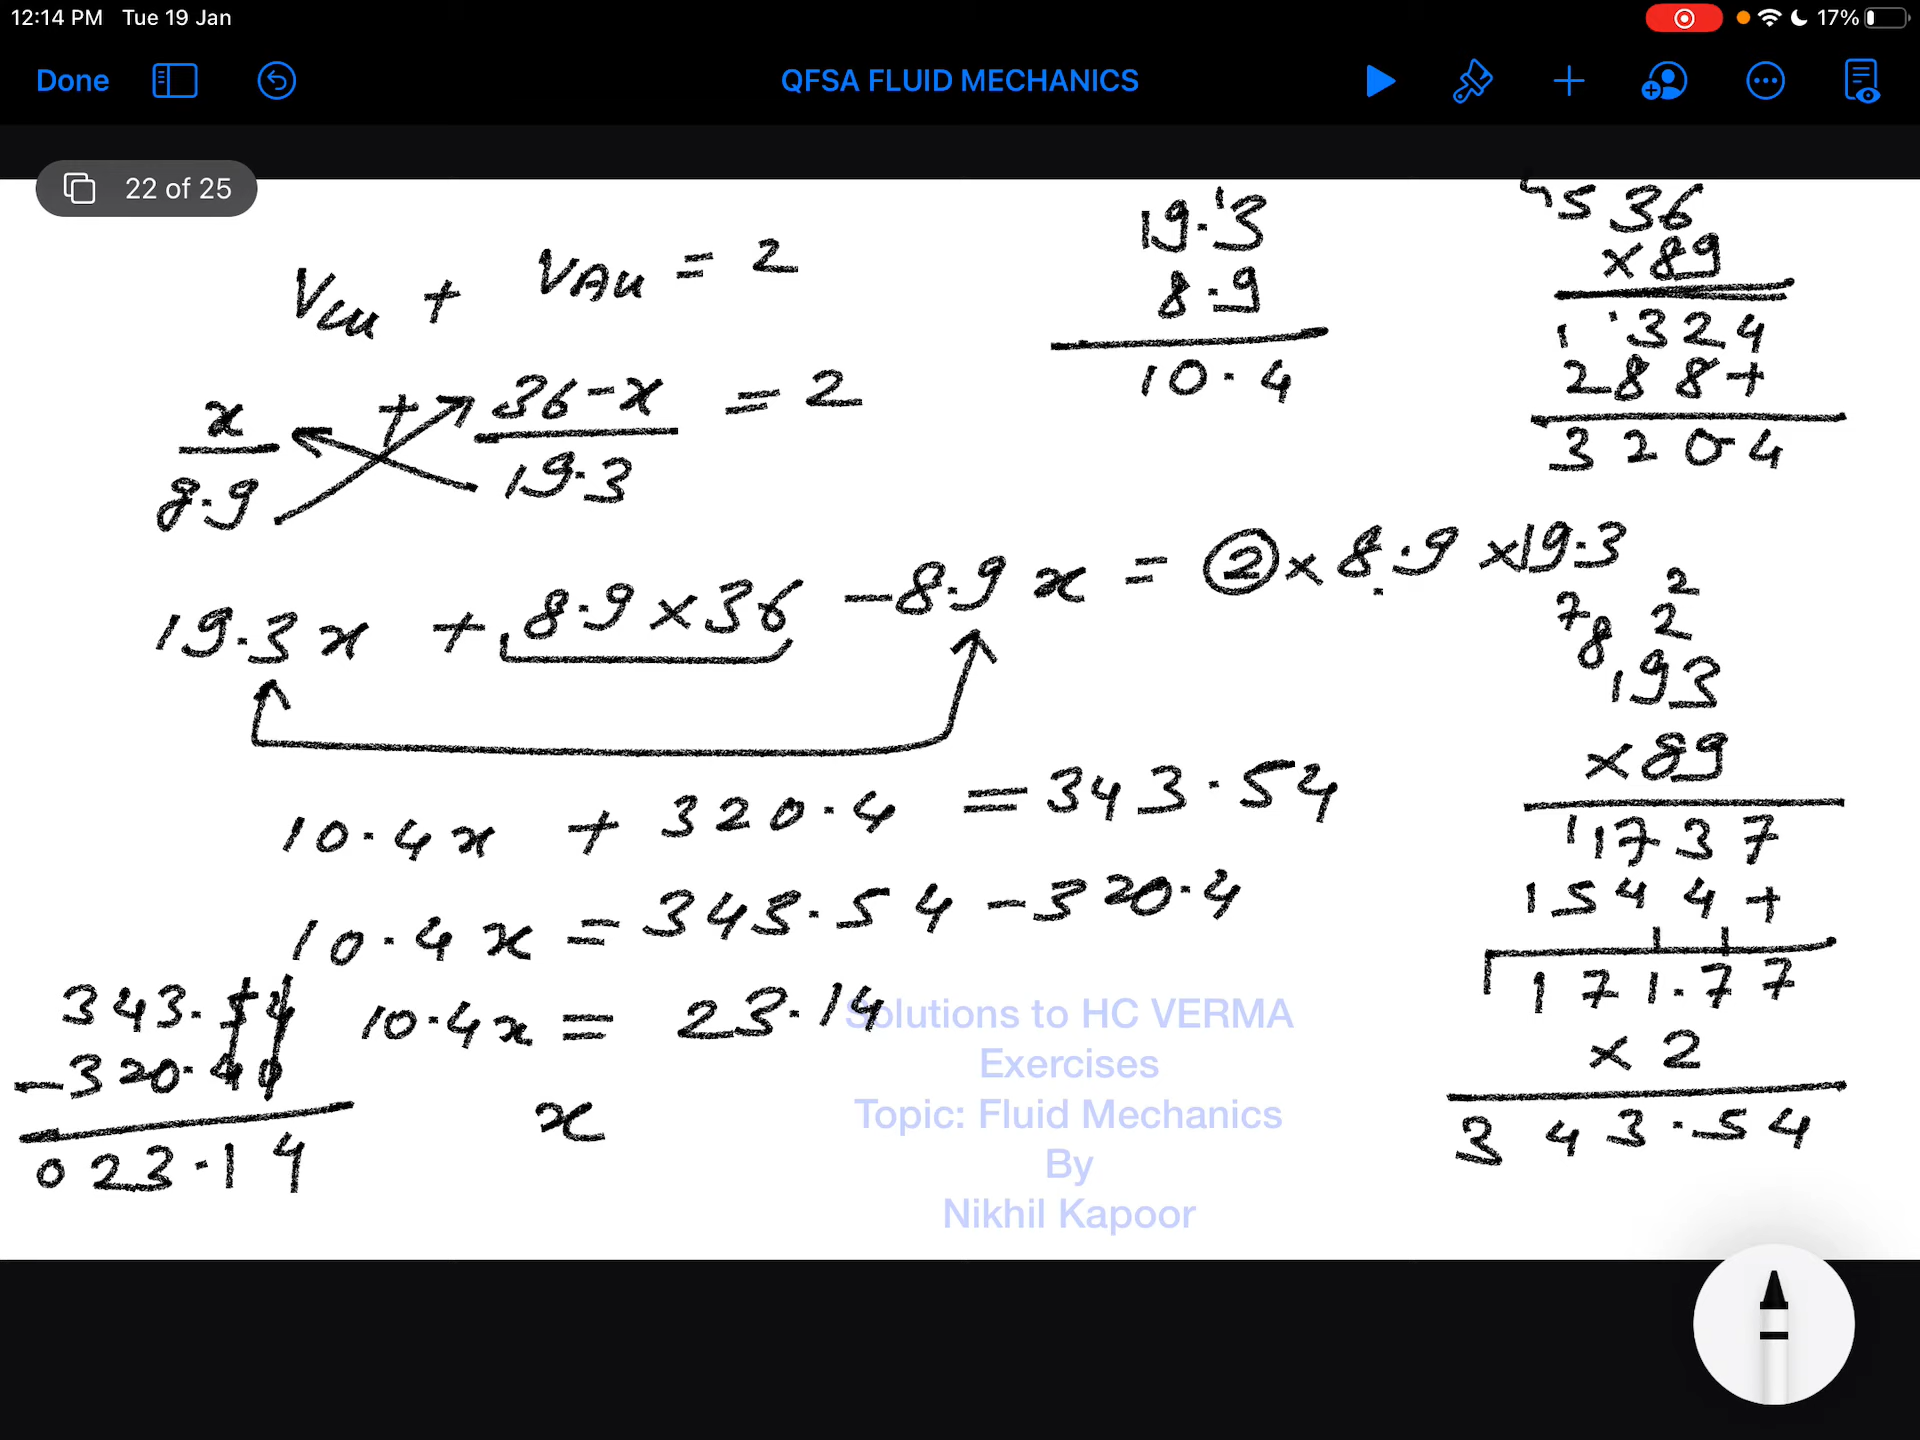 12:14 PM Tue 19 Jan
17%
Done
QFSA FLUID MECHANICS
22 of 25
Vcu + VAu = 2
x/8.9 + 36-x/19.3 = 2
19.3x + 8.9 x 36 - 8.9 x = 2 x 8.9 x 19.3
10.4x + 320.4 = 343.54
10.4x = 343.54 - 320.4
10.4x = 23.14
x
343.54
-320.40
023.14
19.3
8.9
10.4
36
x 89
324
288+
3204
193
x 89
1737
1544+
171.77
x 2
343.54
Solutions to HC VERMA
Exercises
Topic: Fluid Mechanics
By
Nikhil Kapoor